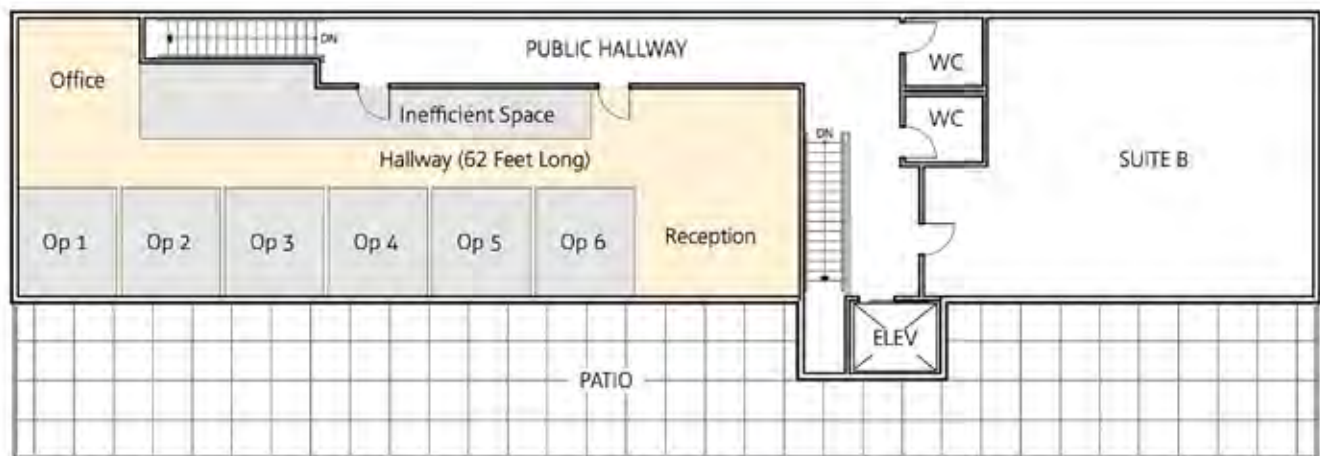 DN
PUBLIC HALLWAY
WC
Office
Inefficient Space
WC
DN
Hallway (62 Feet Long)
SUITE B
Op 1
Op 2
Op 3
Op 4
Op 5
Op 6
Reception
ELEV
PATIO